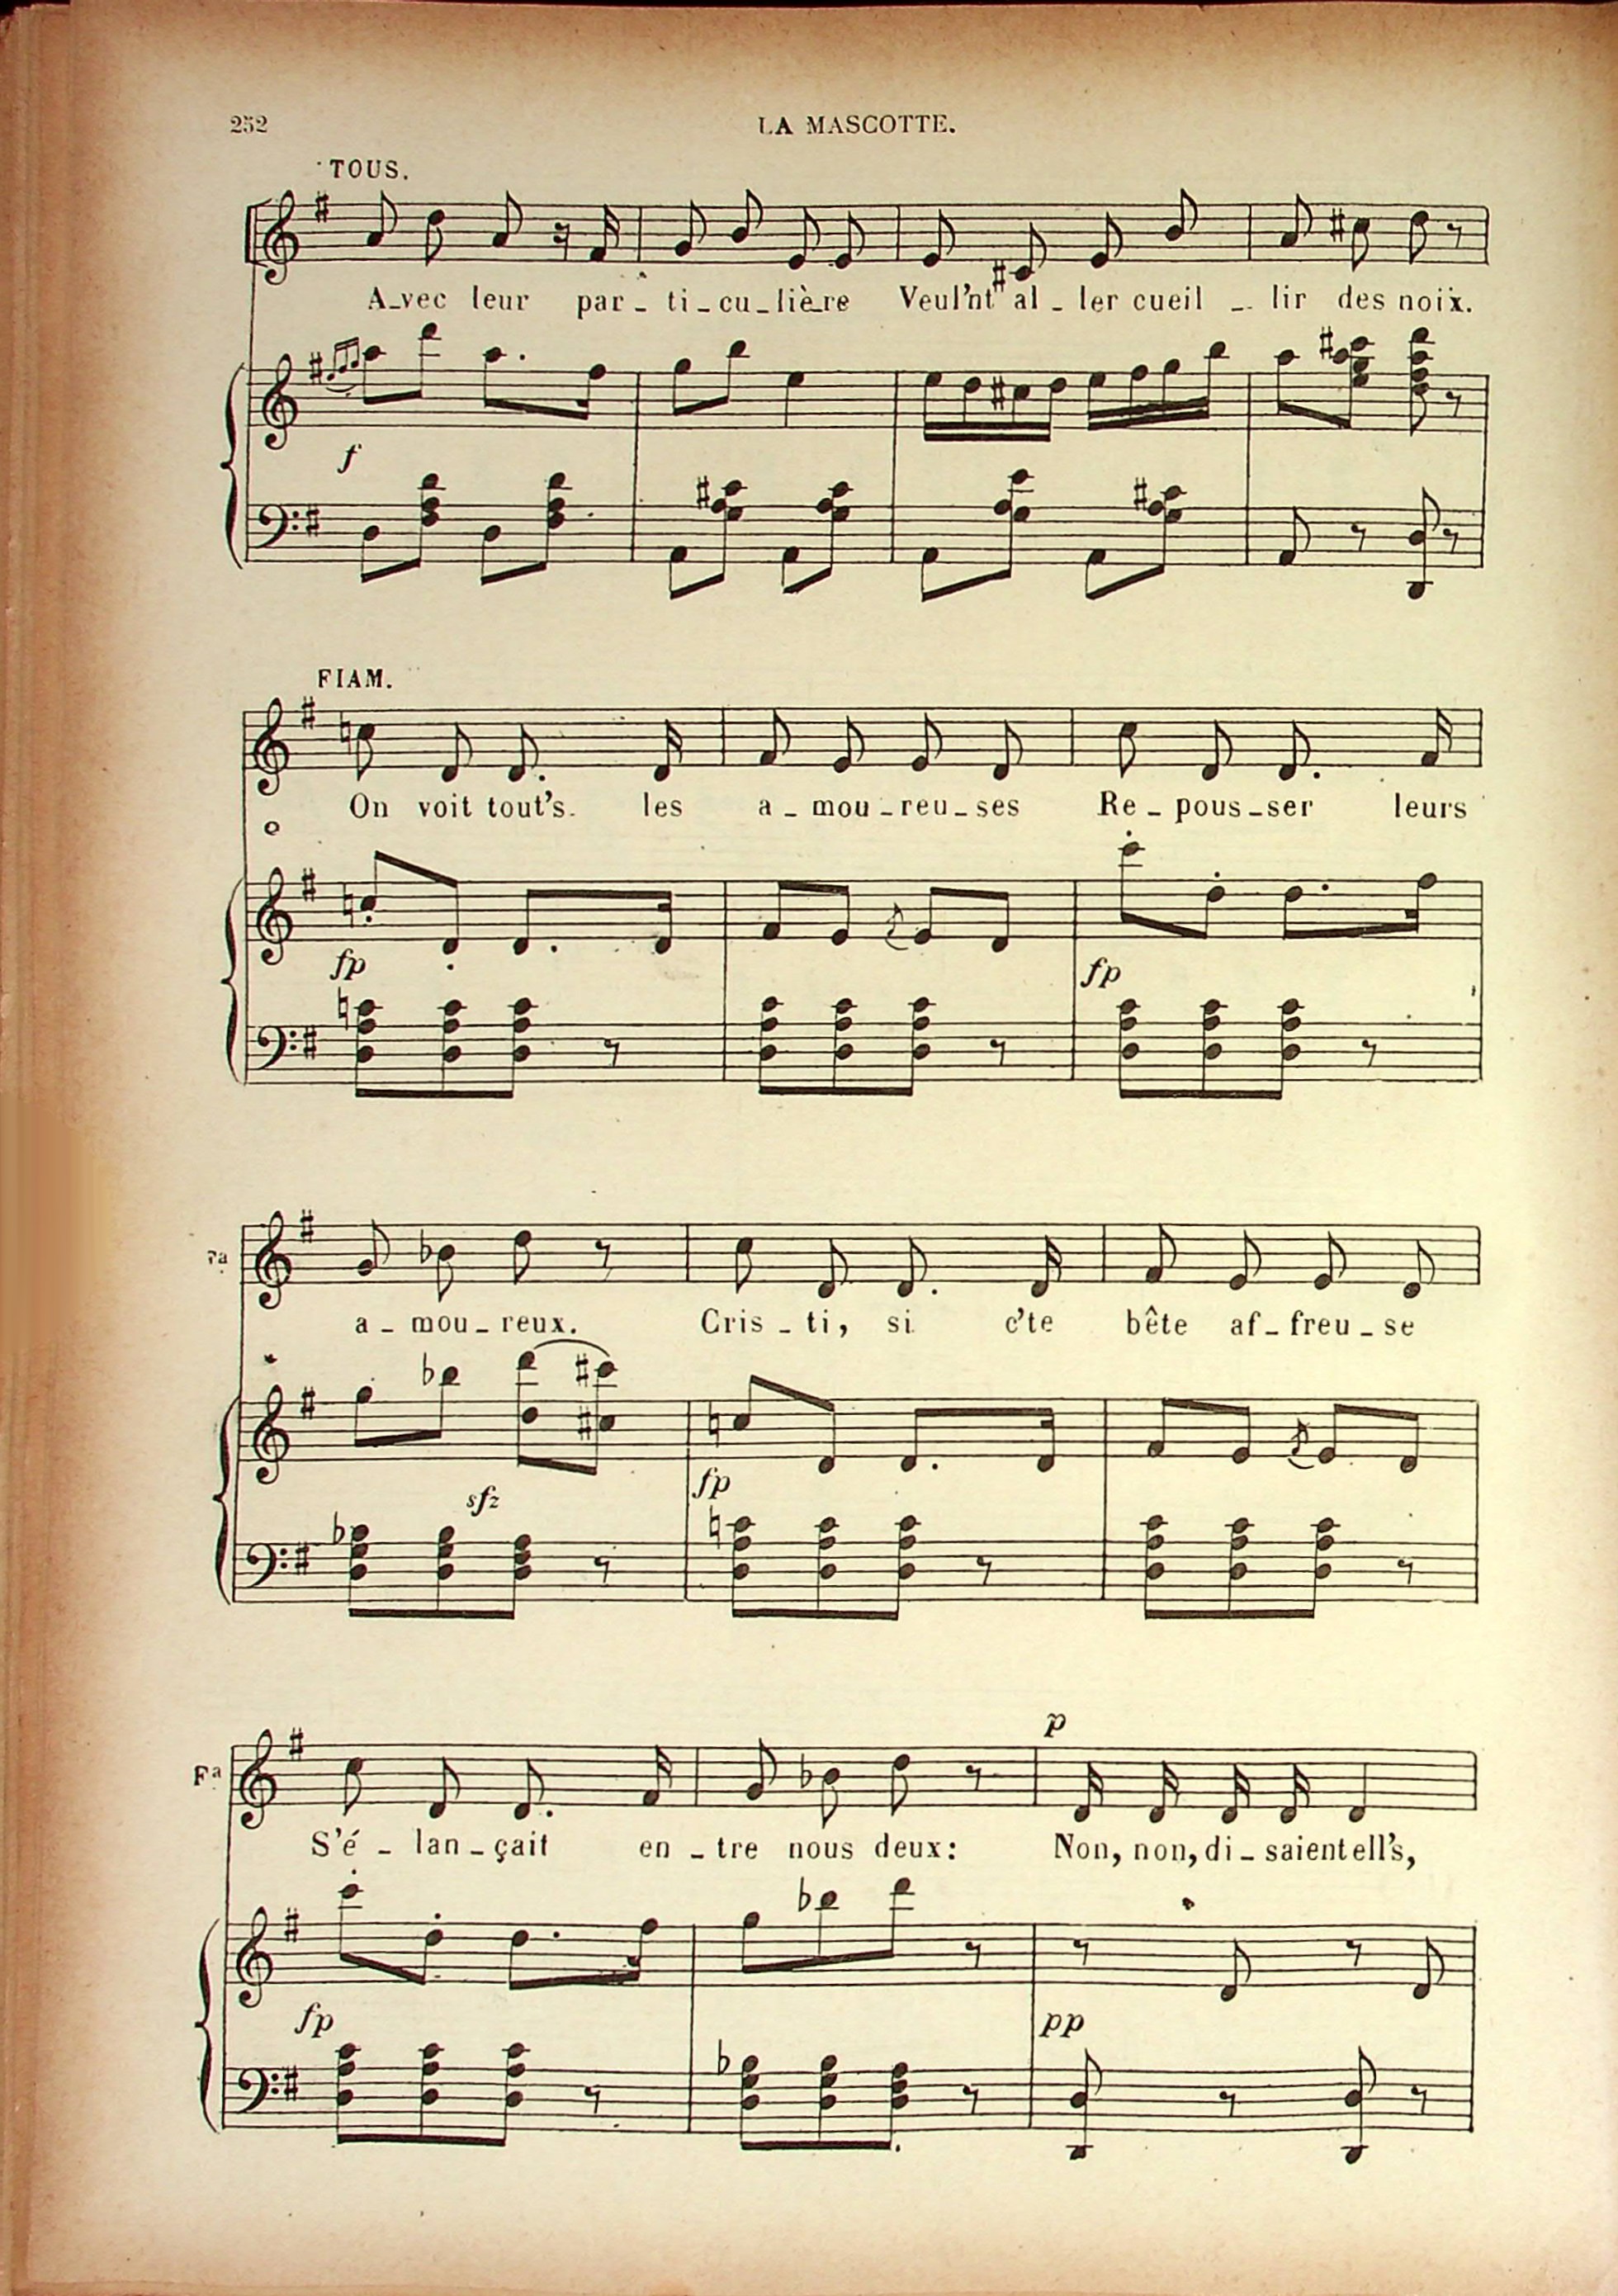 252
LA MASCOTTE.
TOUS.
A_vec leur par_ti_cu_liè_re Veul'nt al_ler cueil_lir des noix.
f
FIAM.
On voit tout's. les a_mou_reu_ses Re_pous_ser leurs
fp fp
a_mou_reux. Cris_ti, si c'te bête af_freu_se
sfz fp
p
Fa S'é_lan_çait en_tre nous deux: Non, non, di_saient ell's,
fp pp